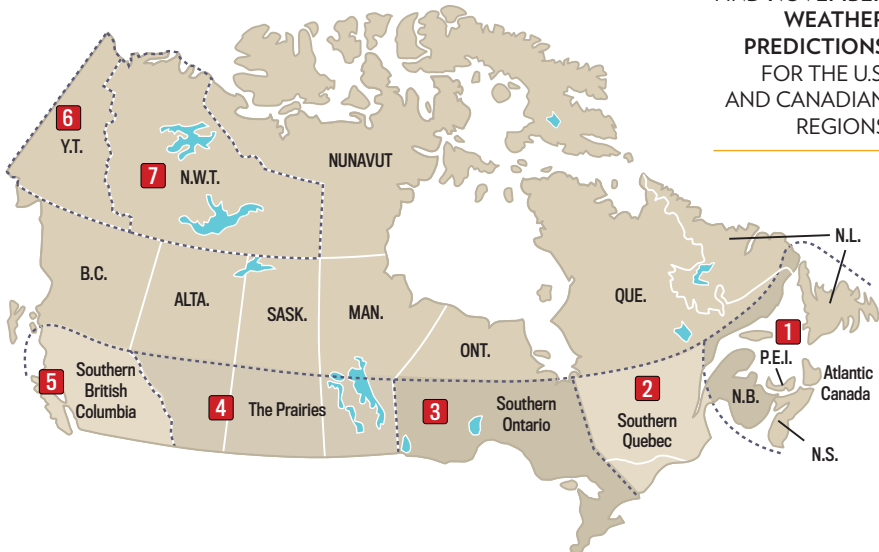 WEATHER
PREDICTIONS
FOR THE U.S.
AND CANADIAN
REGIONS
6
Y.T.
7
N.W.T.
NUNAVUT
B.C.
ALTA.
SASK.
MAN.
ONT.
QUE.
N.L.
1
P.E.I.
Atlantic
Canada
N.B.
N.S.
5
Southern
British
Columbia
4
The Prairies
3
Southern
Ontario
2
Southern
Quebec